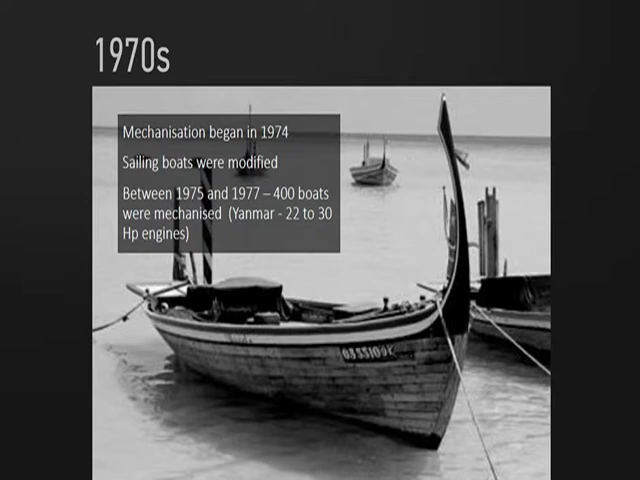 1970s
Mechanisation began in 1974
Sailing boats were modified
Between 1975 and 1977 – 400 boats
were mechanised (Yanmar - 22 to 30
Hp engines)